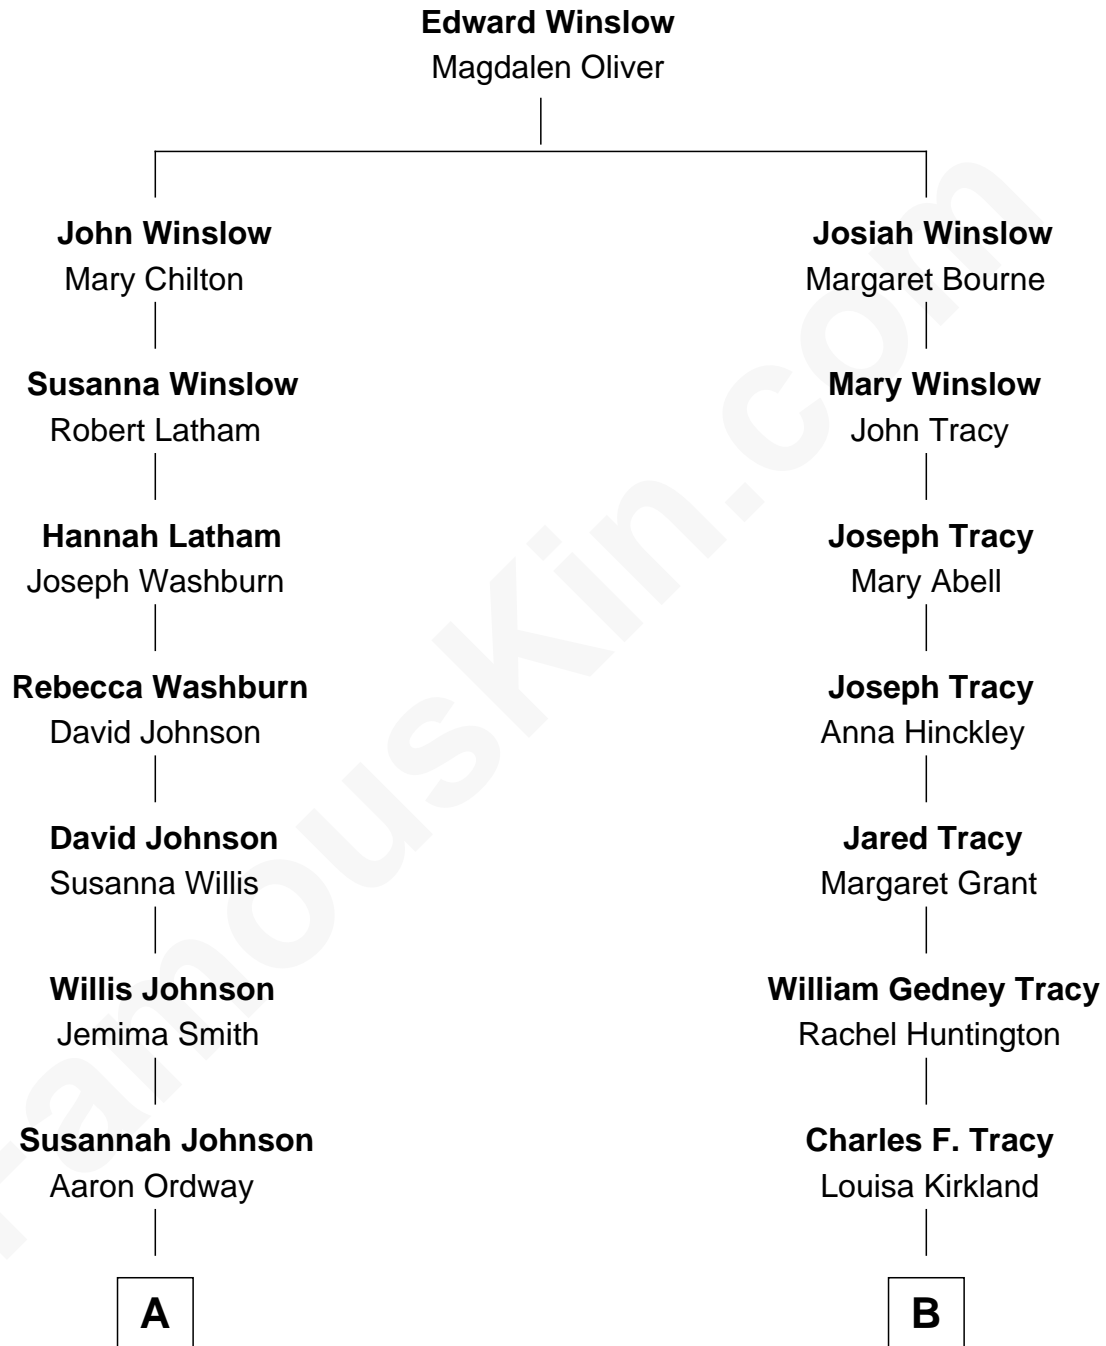 Edward Winslow
Magdalen Oliver
John Winslow
Mary Chilton
Josiah Winslow
Margaret Bourne
Susanna Winslow
Robert Latham
Mary Winslow
John Tracy
Hannah Latham
Joseph Washburn
Joseph Tracy
Mary Abell
Rebecca Washburn
David Johnson
Joseph Tracy
Anna Hinckley
David Johnson
Susanna Willis
Jared Tracy
Margaret Grant
Willis Johnson
Jemima Smith
William Gedney Tracy
Rachel Huntington
Susannah Johnson
Aaron Ordway
Charles F. Tracy
Louisa Kirkland
A
B
FamousKin.com